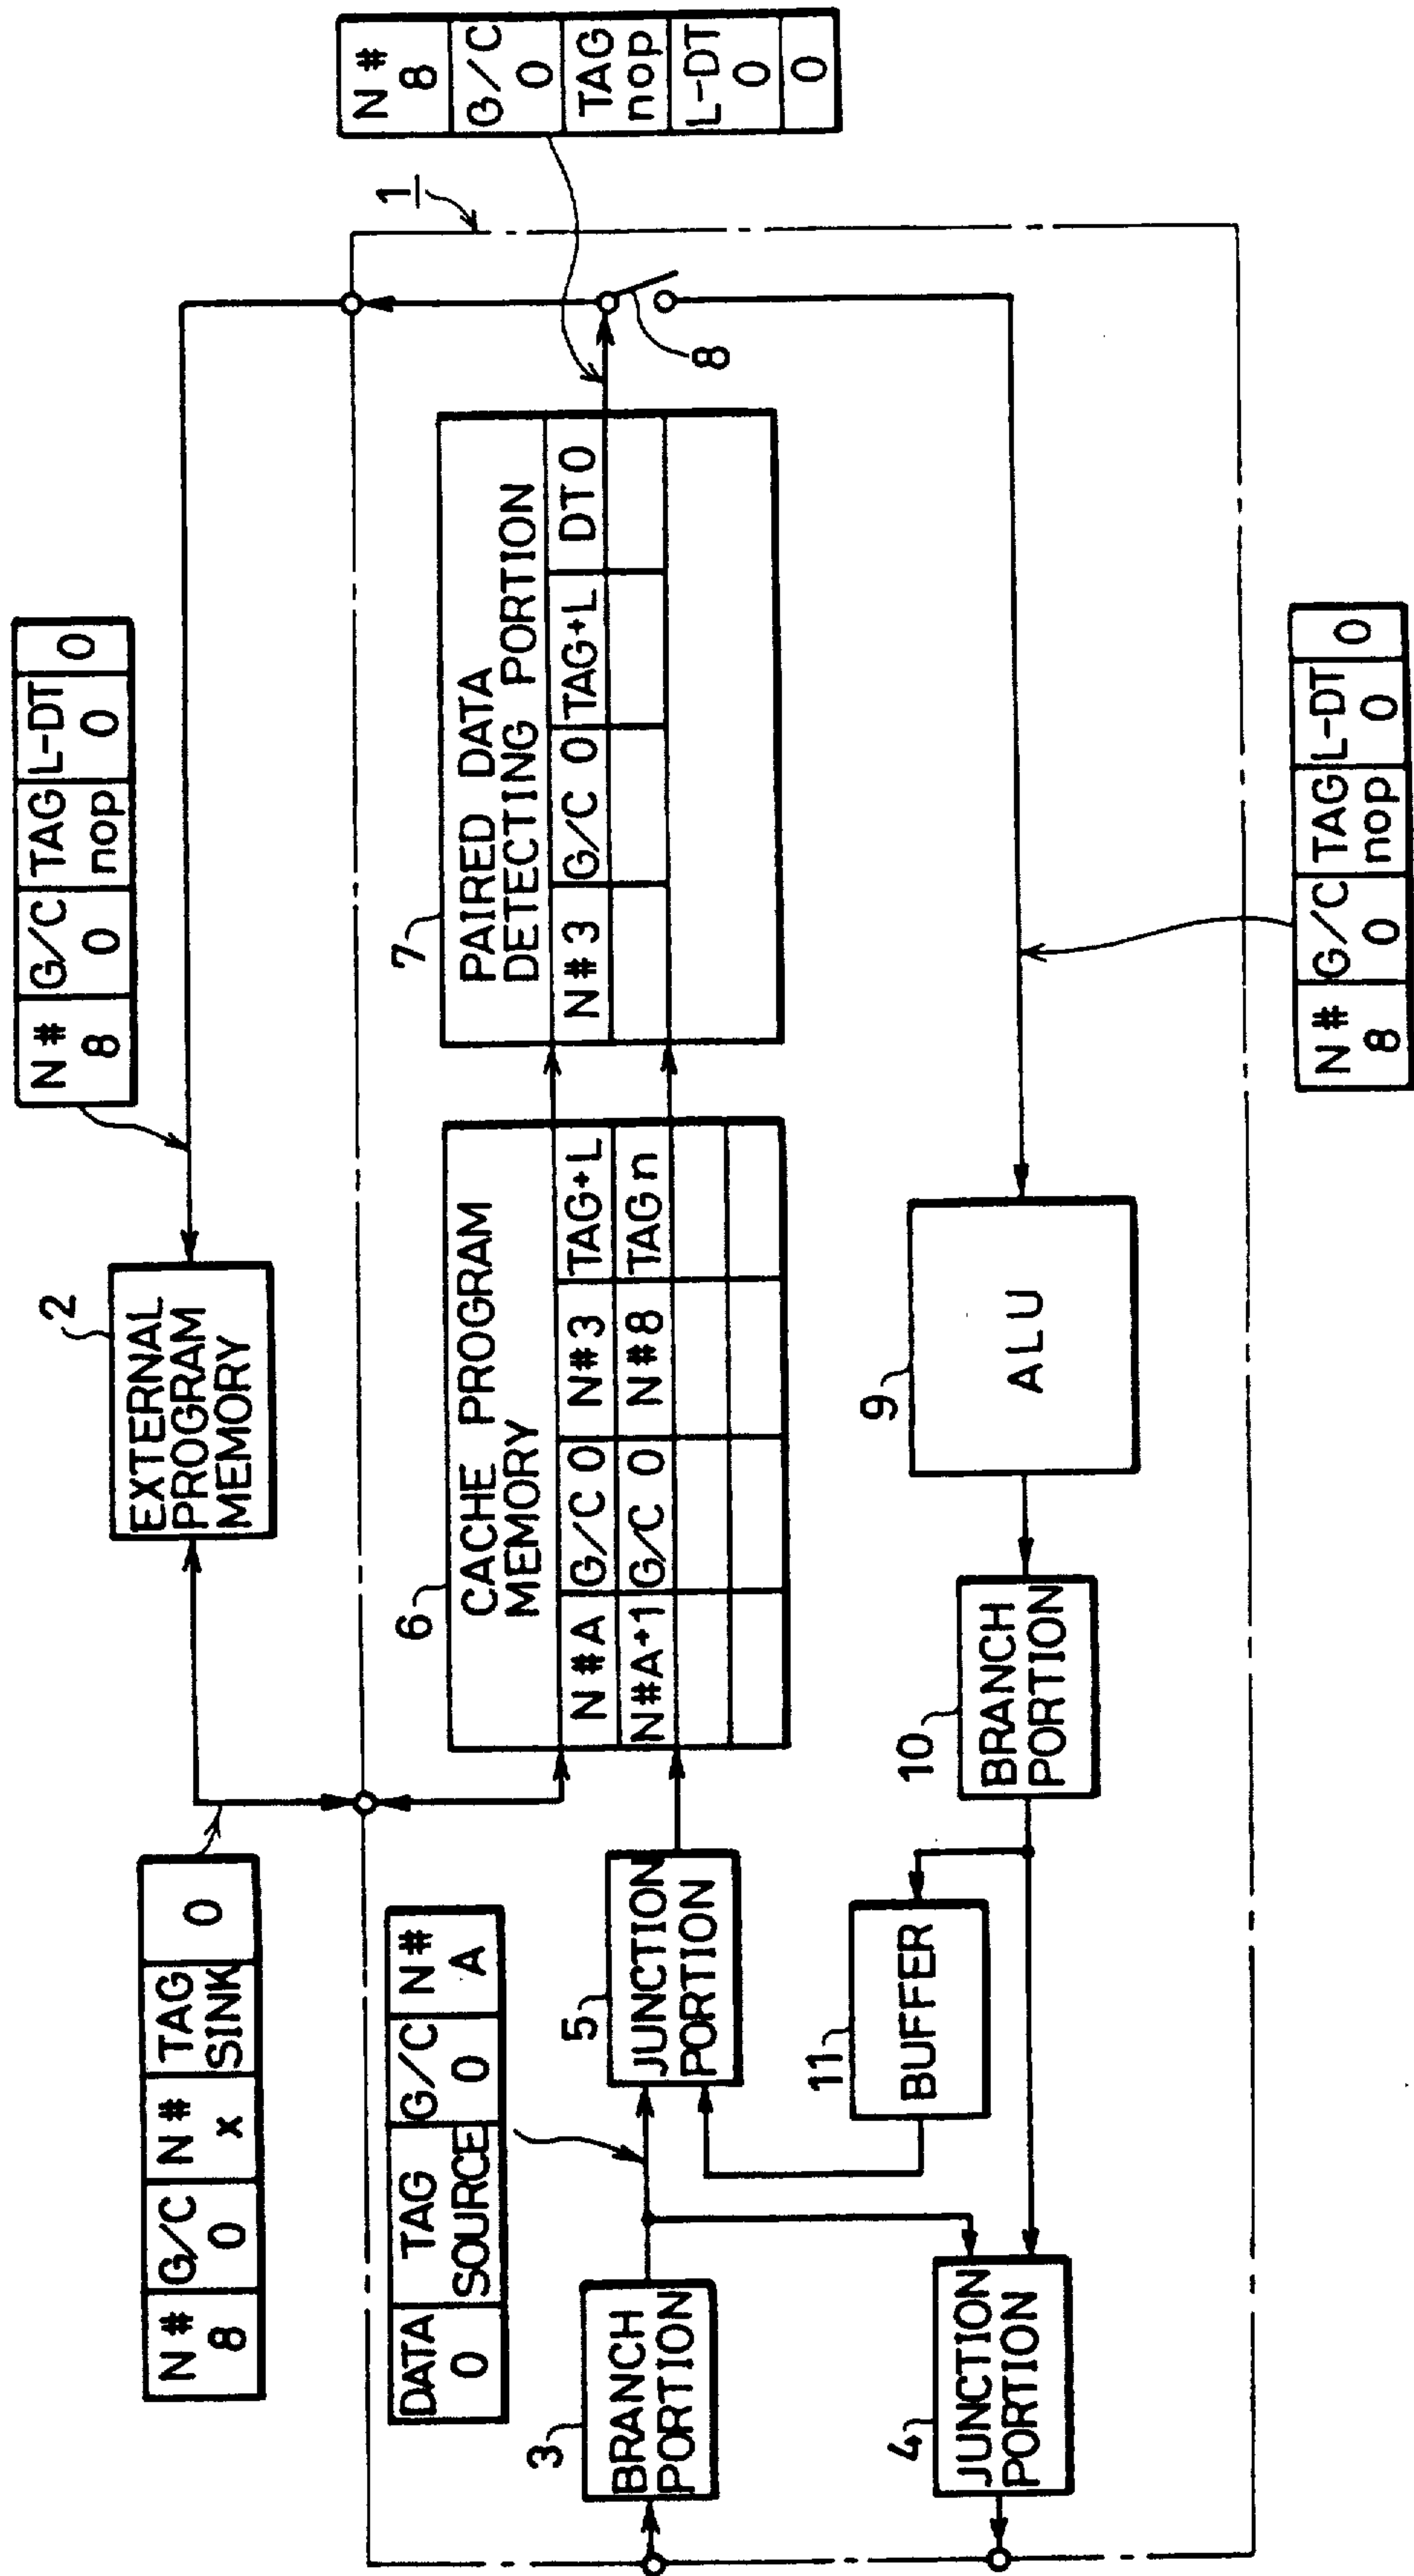 N# G/C TAG L-DT 0
8 0 nop 0
N# G/C N# TAG 0
8 0 x SINK
2
EXTERNAL
PROGRAM
MEMORY
N# G/C TAG L-DT 0
8 0 nop 0
1
DATA TAG G/C N#
0 SOURCE 0 A
6
CACHE PROGRAM
MEMORY
N#A G/C 0 N#3 TAG+L
N#A+1 G/C 0 N#8 TAG n
7
PAIRED DATA
DETECTING PORTION
N#3 G/C 0 TAG+L DT 0
8
3
BRANCH
PORTION
5
JUNCTION
PORTION
11
BUFFER
10
BRANCH
PORTION
9
ALU
4
JUNCTION
PORTION
N# G/C TAG L-DT 0
8 0 nop 0